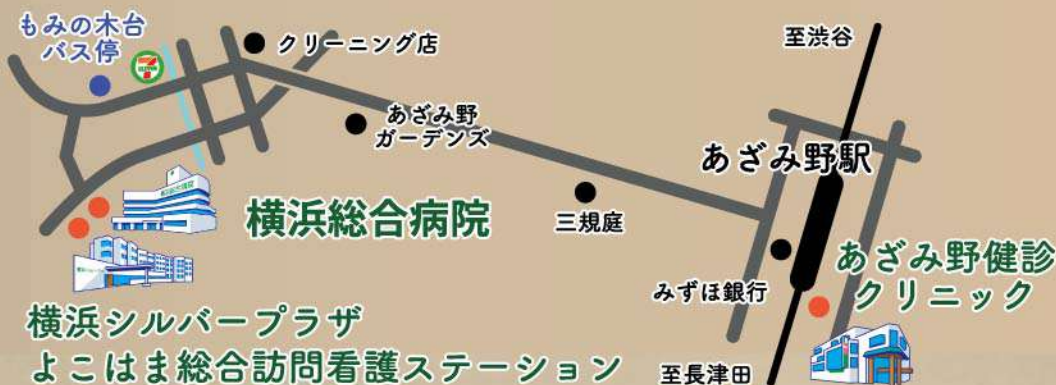 もみの木台
バス停
クリーニング店
至渋谷
あざみ野
ガーデンズ
あざみ野駅
横浜総合病院
三規庭
みずほ銀行
あざみ野健診
クリニック
横浜シルバープラザ
よこはま総合訪問看護ステーション
至長津田